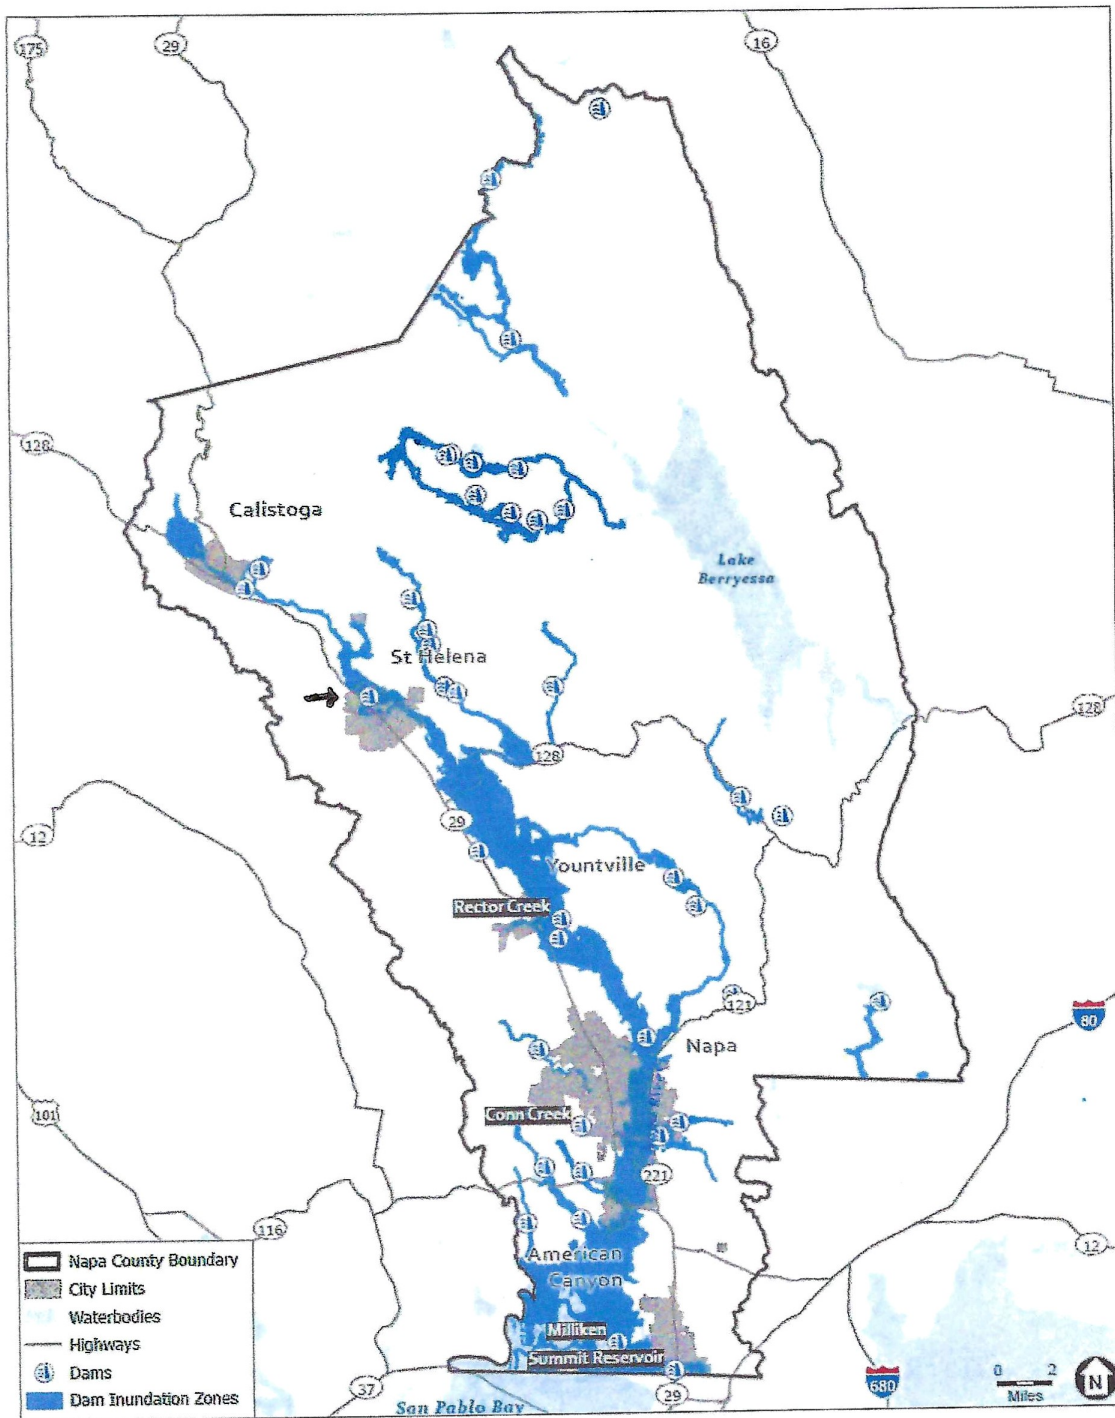 175
29
16
128
Calistoga
Lake
Berryessa
St Helena
128
128
12
29
Yountville
Rector Creek
121
80
Napa
101
Conn Creek
221
116
12
American
Canyon
Milliken
Summit Reservoir
37
29
680
San Pablo Bay
Napa County Boundary
City Limits
Waterbodies
Highways
Dams
Dam Inundation Zones
0 2
Miles
N